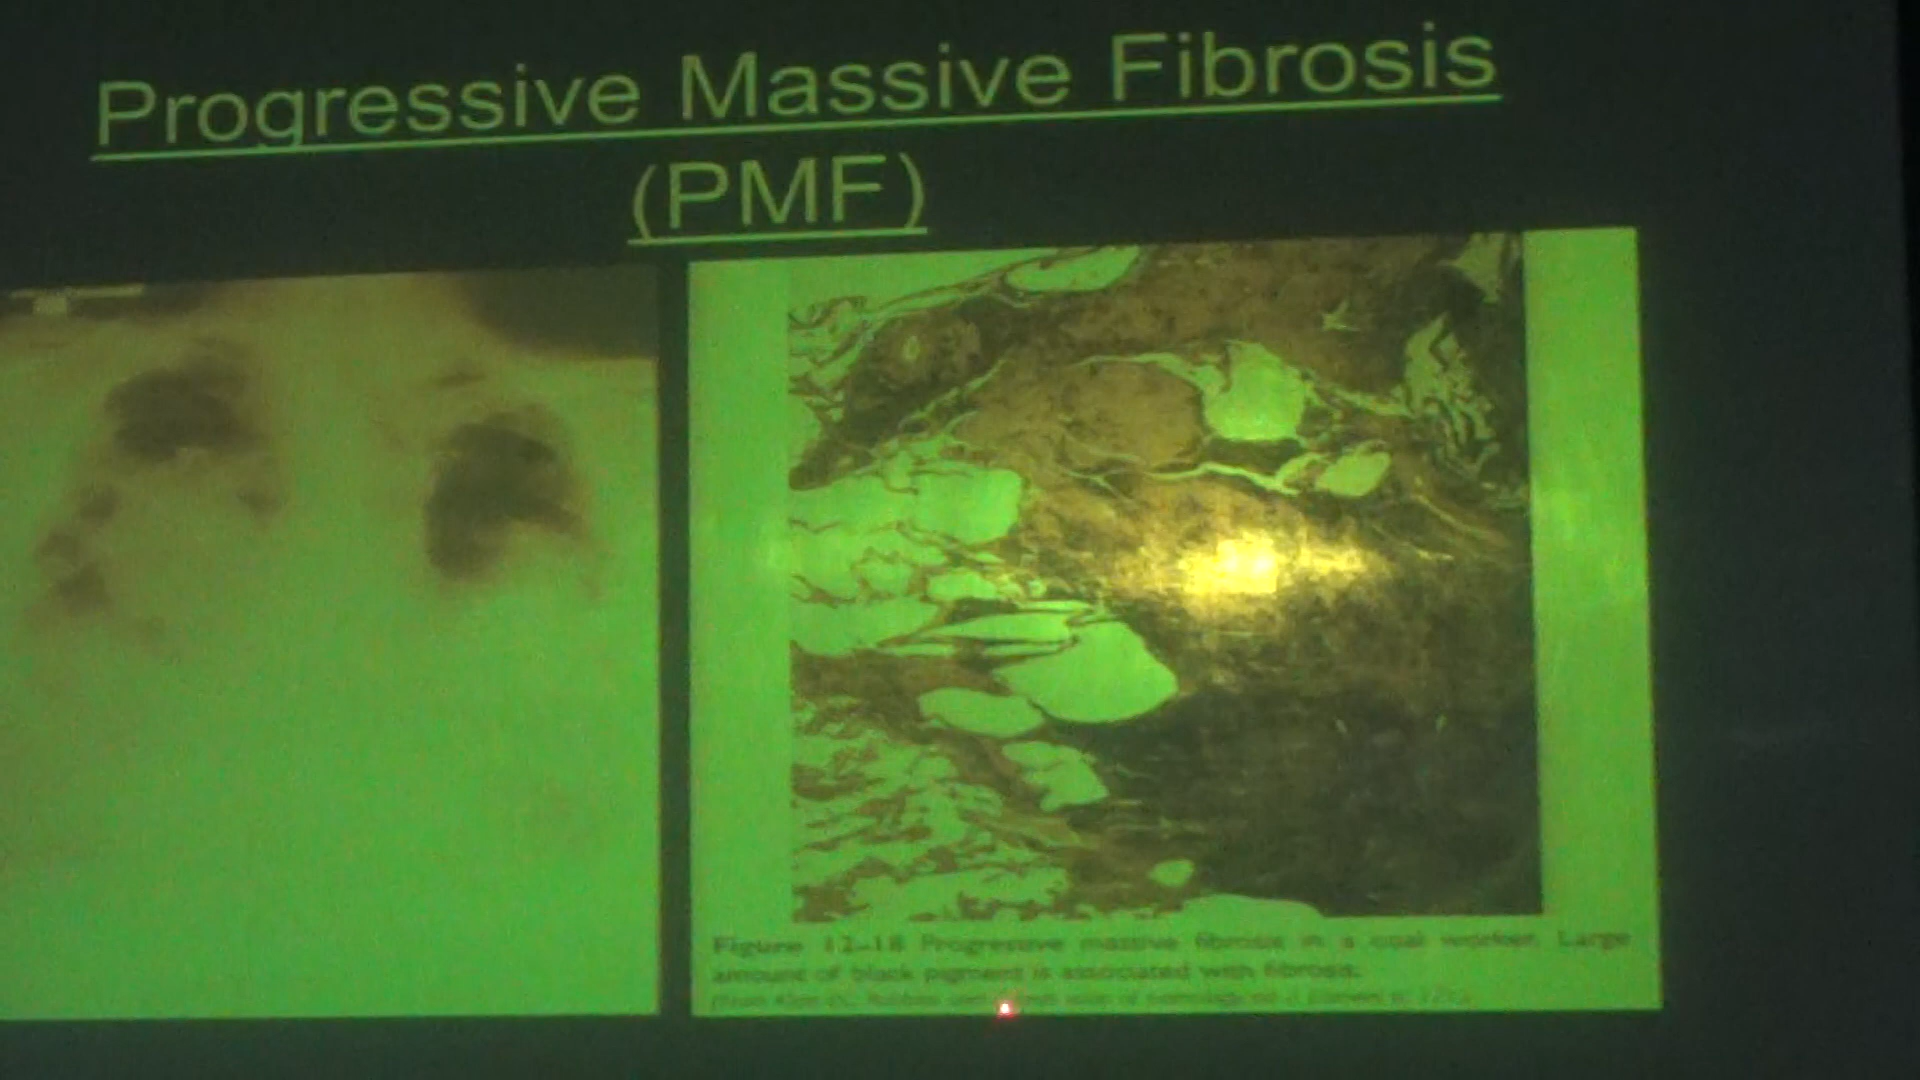 Progressive Massive Fibrosis
(PMF)
Figure 12–18 Progressive massive fibrosis in a coal worker. Large
amount of black pigment is associated with fibrosis.